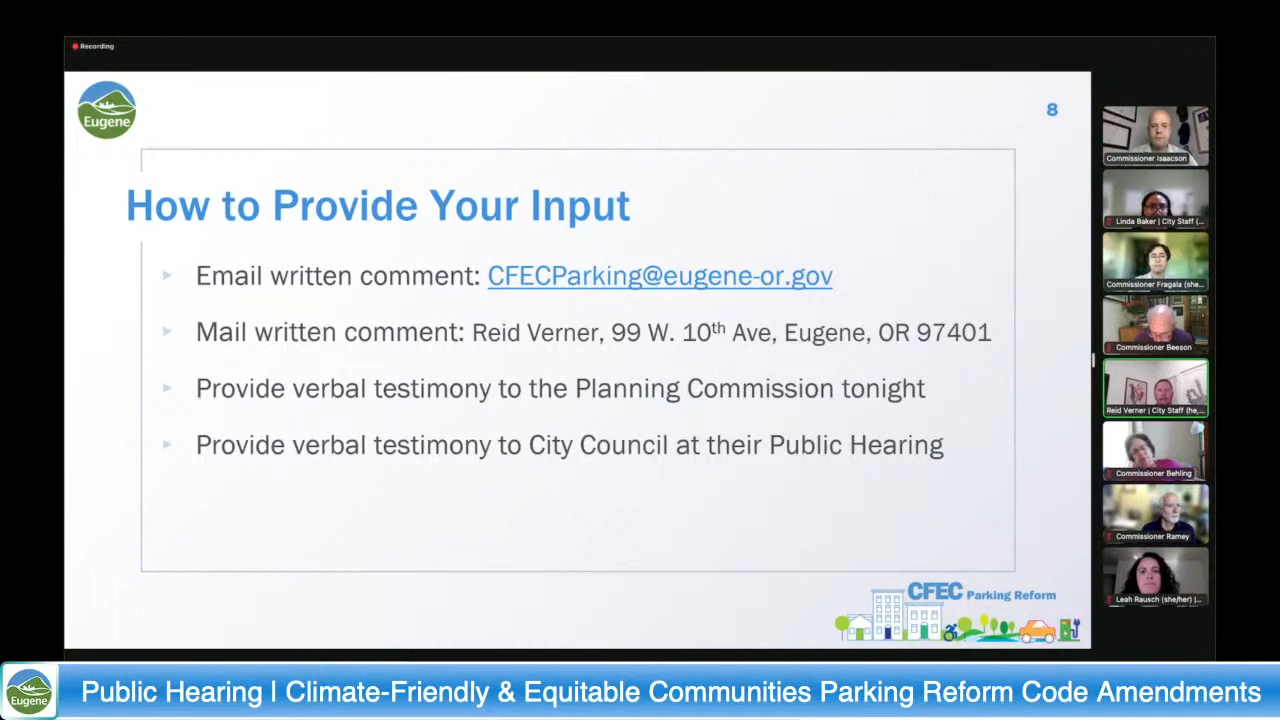 Recording
Eugene
8
How to Provide Your Input
Email written comment: CFECParking@eugene-or.gov
Mail written comment: Reid Verner, 99 W. 10th Ave, Eugene, OR 97401
Provide verbal testimony to the Planning Commission tonight
Provide verbal testimony to City Council at their Public Hearing
CFEC Parking Reform
Commissioner Isaacson
Linda Baker | City Staff (...
Commissioner Fragala (she...
Commissioner Beeson
Reid Verner | City Staff (he,...
Commissioner Behling
Commissioner Ramey
Leah Rausch (she/her) |...
Eugene
Public Hearing | Climate-Friendly & Equitable Communities Parking Reform Code Amendments